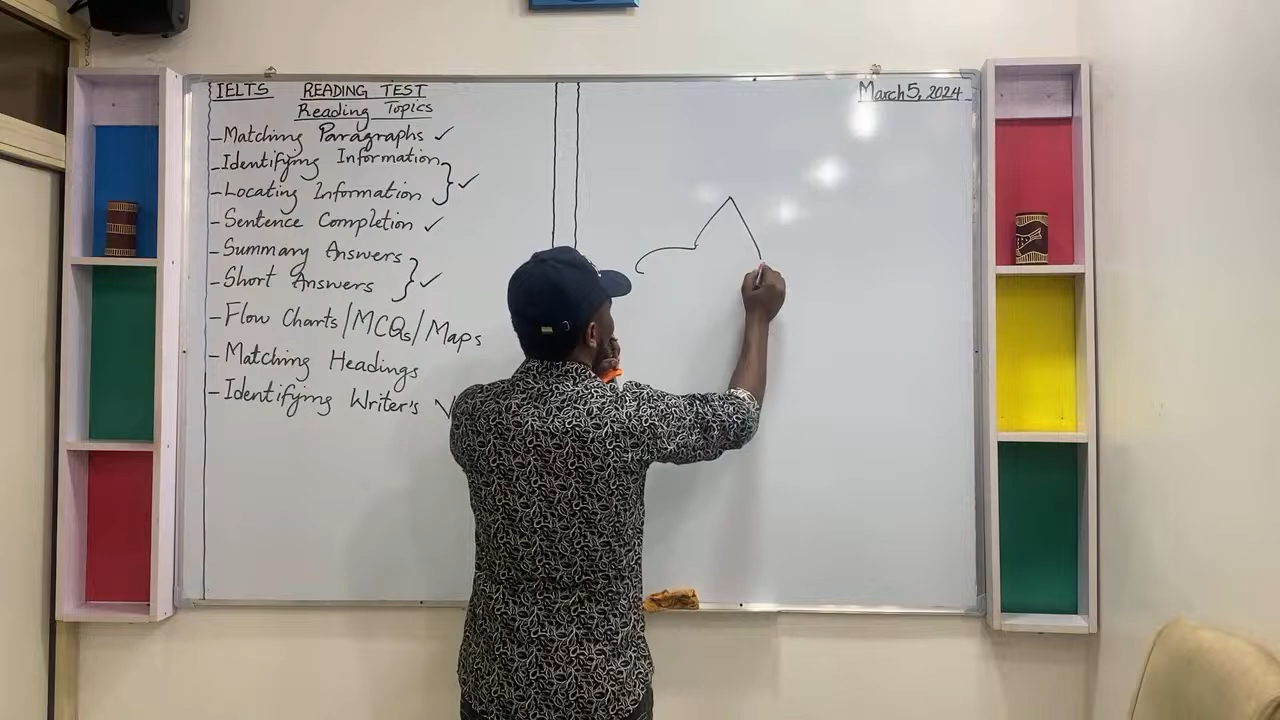 IELTS READING TEST
Reading Topics
- Matching Paragraphs ✓
- Identifying Information
- Locating Information ✓
- Sentence Completion ✓
- Summary Answers
- Short Answers ✓
- Flow Charts/MCQs/Maps
- Matching Headings
- Identifying Writer's
March 5, 2024